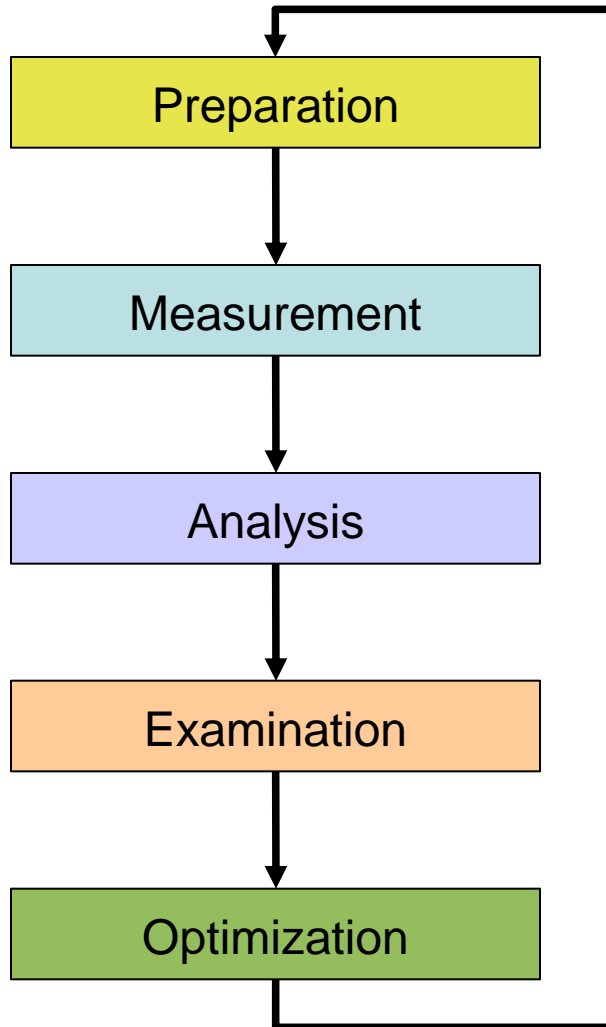 Preparation
Measurement
Analysis
Examination
Optimization